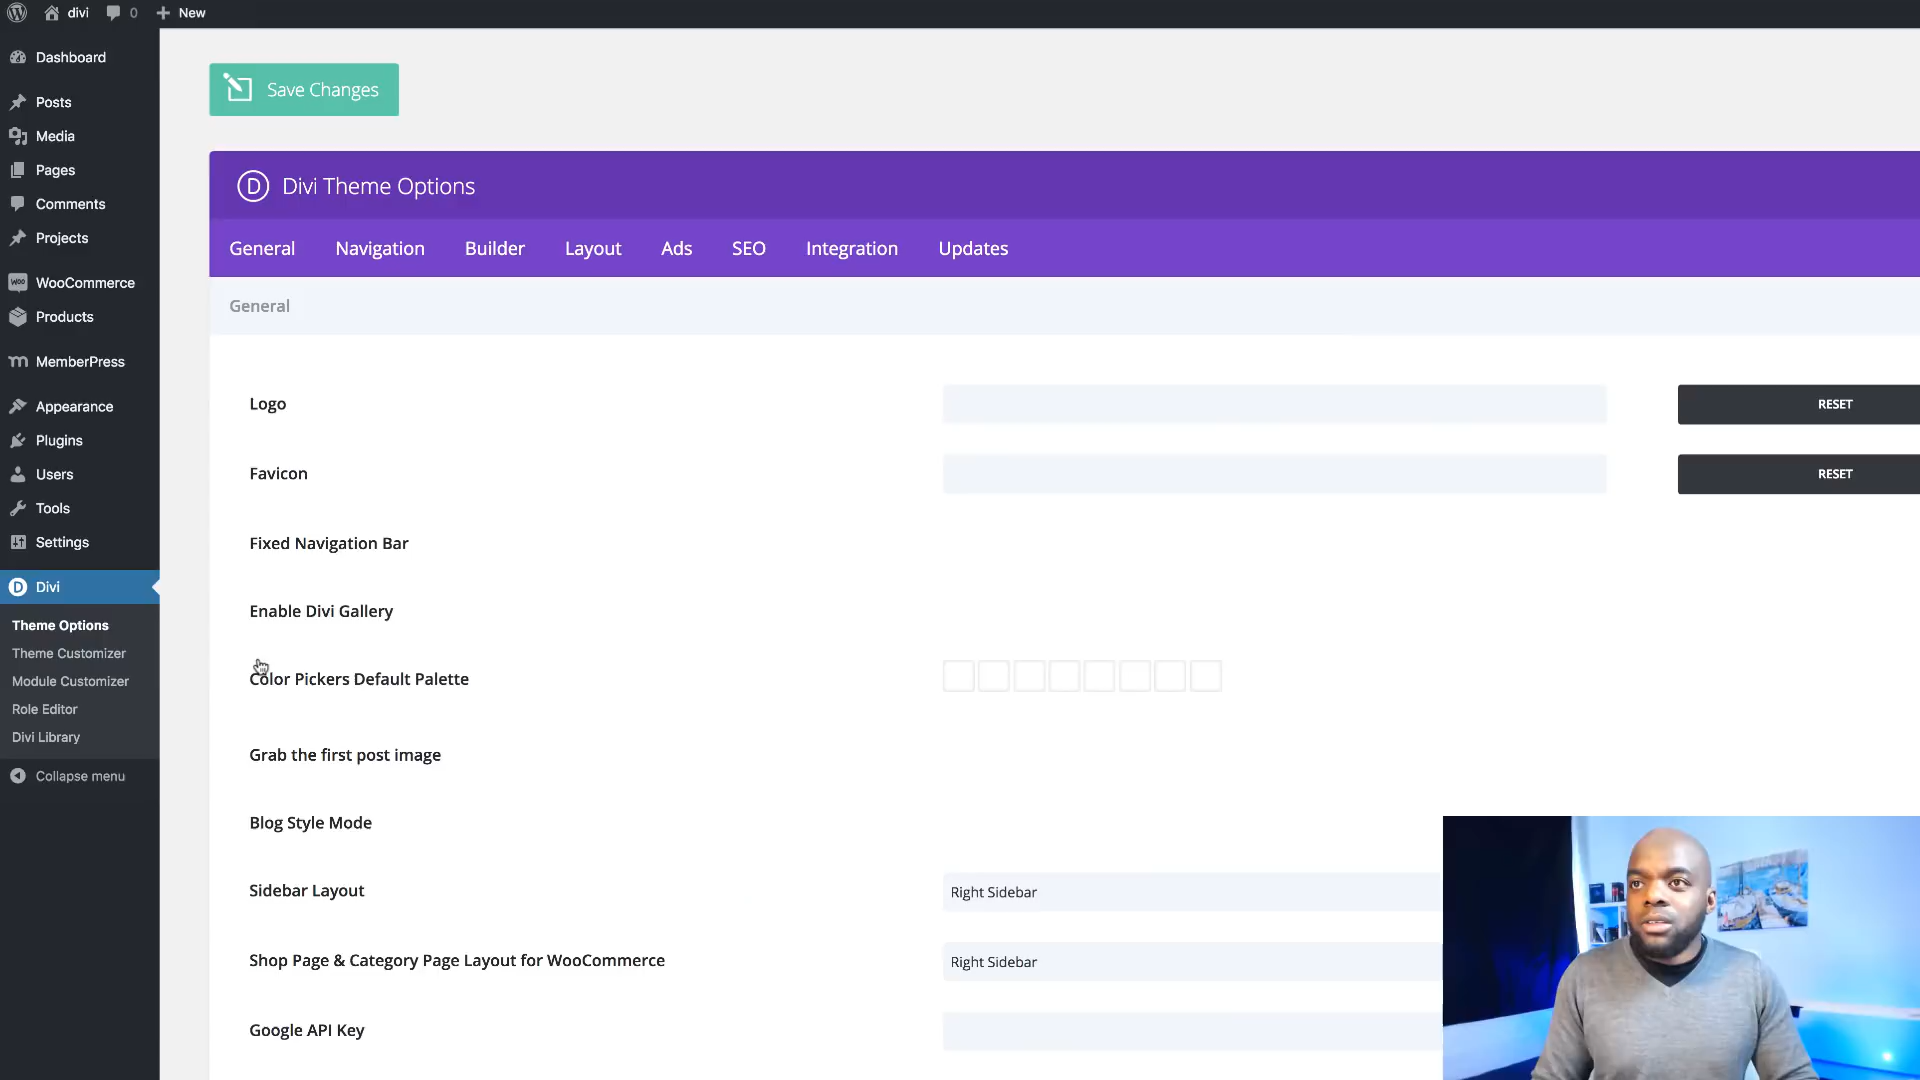 divi
0
New
Dashboard
Posts
Media
Pages
Comments
Projects
WooCommerce
Products
MemberPress
Appearance
Plugins
Users
Tools
Settings
Divi
Theme Options
Theme Customizer
Module Customizer
Role Editor
Divi Library
Collapse menu
Save Changes
D Divi Theme Options
General Navigation Builder Layout Ads SEO Integration Updates
General
Logo RESET
Favicon RESET
Fixed Navigation Bar
Enable Divi Gallery
Color Pickers Default Palette
Grab the first post image
Blog Style Mode
Sidebar Layout Right Sidebar
Shop Page & Category Page Layout for WooCommerce Right Sidebar
Google API Key